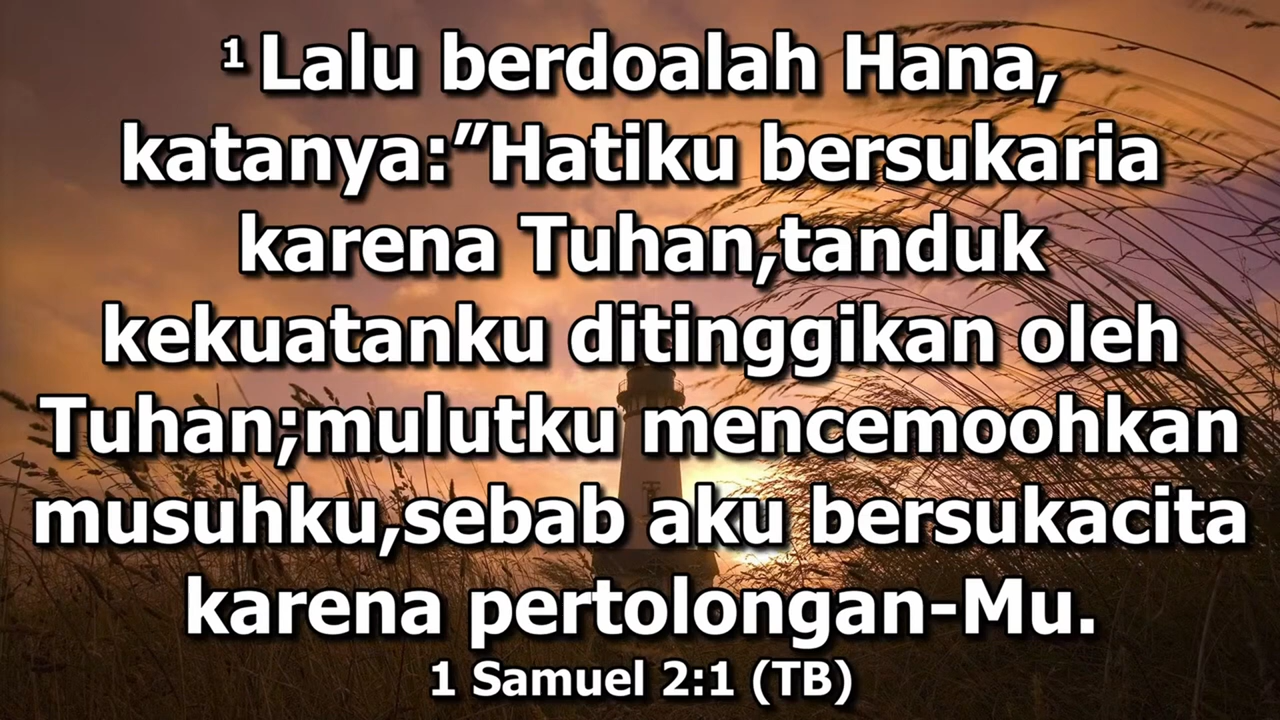 1 Lalu berdoalah Hana,
katanya:”Hatiku bersukaria
karena Tuhan,tanduk
kekuatanku ditinggikan oleh
Tuhan;mulutku mencemoohkan
musuhku,sebab aku bersukacita
karena pertolongan-Mu.
1 Samuel 2:1 (TB)